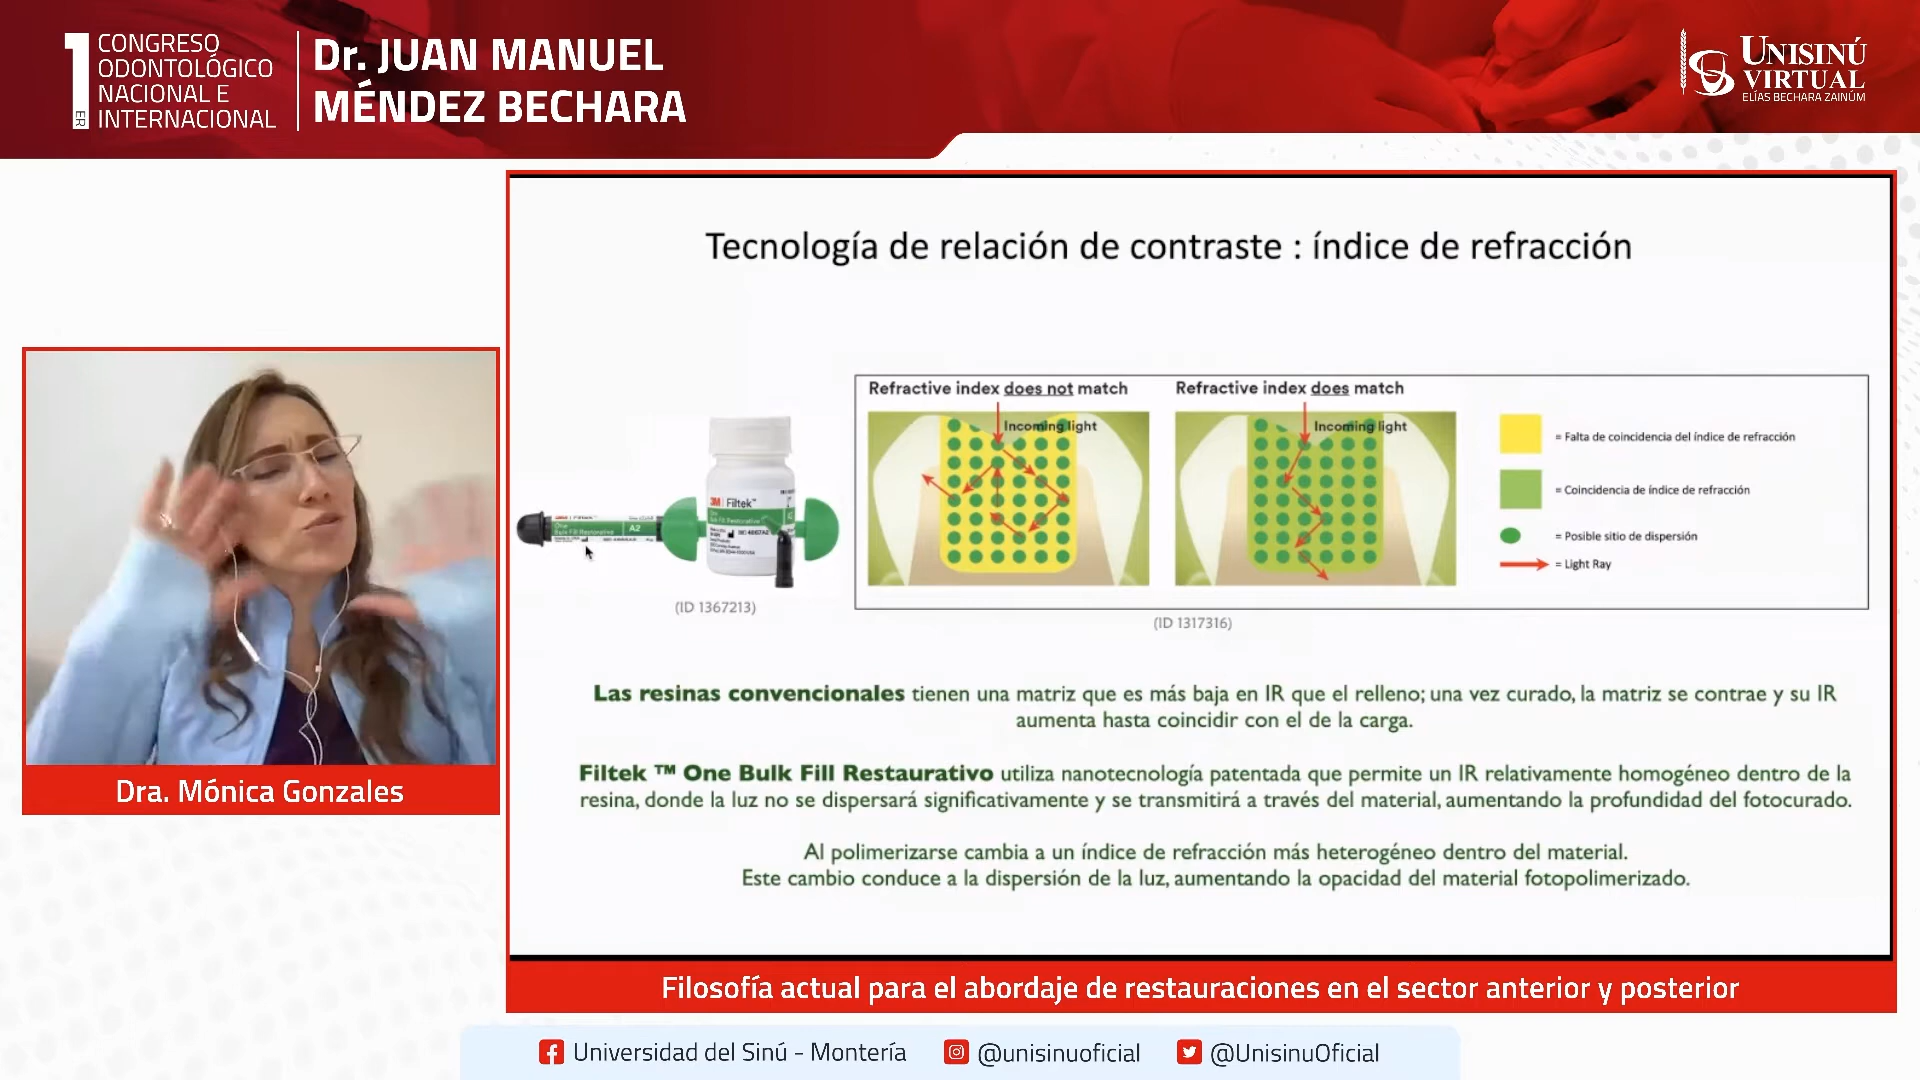 1ER
CONGRESO
ODONTOLÓGICO
NACIONAL E
INTERNACIONAL
Dr. JUAN MANUEL
MÉNDEZ BECHARA
UNISINÚ
VIRTUAL
ELÍAS BECHARA ZAINÚM
Tecnología de relación de contraste : índice de refracción
Refractive index does not match
Incoming light
Refractive index does match
Incoming light
= Falta de coincidencia del índice de refracción
= Coincidencia de índice de refracción
= Posible sitio de dispersión
= Light Ray
3M Filtek™
One
Bulk Fill Restorative
A2
(ID 1367213)
(ID 1317316)
Las resinas convencionales tienen una matriz que es más baja en IR que el relleno; una vez curado, la matriz se contrae y su IR
aumenta hasta coincidir con el de la carga.
Filtek ™ One Bulk Fill Restaurativo utiliza nanotecnología patentada que permite un IR relativamente homogéneo dentro de la
resina, donde la luz no se dispersará significativamente y se transmitirá a través del material, aumentando la profundidad del fotocurado.
Al polimerizarse cambia a un índice de refracción más heterogéneo dentro del material.
Este cambio conduce a la dispersión de la luz, aumentando la opacidad del material fotopolimerizado.
Dra. Mónica Gonzales
Filosofía actual para el abordaje de restauraciones en el sector anterior y posterior
Universidad del Sinú - Montería
@unisinuoficial
@UnisinuOficial